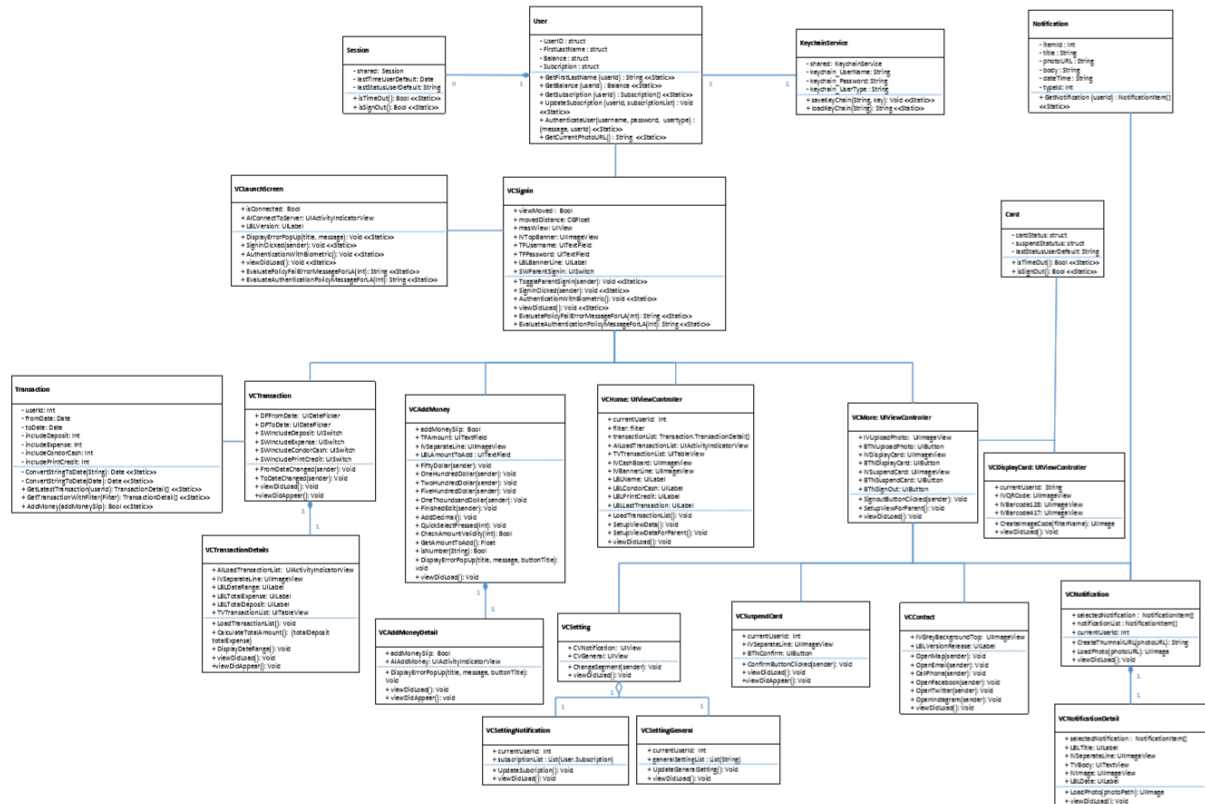 User
- UserID : struct
- FirstLastName : struct
- Balance : struct
- Subcription : struct
+ GetFirstLastName (userId) : String <<Static>>
+ GetBalance (userId) : Balance <<Static>>
+ GetSubscription (userId) : Subscription[] <<Static>>
+ UpdateSubscription (userId, subscriptionList) : Void
<<Static>>
+ AuthenticateUser(username, password, usertype) :
(message, userId) <<Static>>
+ GetCurrentPhotoURL() : String <<Static>>
Session
- shared: Session
- lastTimeUserDefault: Date
- lastStatusUserDefault: String
+ isTimeOut(): Bool <<Static>>
+ isSignOut(): Bool <<Static>>
n
1
1
1
KeychainService
- shared: KeychainService
- keychain_UserName: String
- keychain_Password: String
- keychain_UserType: String
+ saveKeyChain(String, key): Void <<Static>>
+ loadKeyChain(String): String <<Static>>
Notification
- itemId : Int
- title : String
- photoURL : String
- body : String
- dateTime : String
- typeId : Int
+ GetNotification (userId) : NotificationItem[]
<<Static>>
VCLaunchScreen
+ isConnected: Bool
+ AIConnectToServer: UIActivityIndicatorView
+ LBLVersion: UILabel
+ DisplayErrorPopUp(title, message): Void <<Static>>
+ SigninClicked(sender): Void <<Static>>
+ AuthenticationWithBiometric(): Void <<Static>>
+ viewDidLoad(): Void <<Static>>
+ EvaluatePolicyFailErrorMessageForLA(Int): String <<Static>>
+ EvaluateAuthenticationPolicyMessageForLA(Int): String <<Static>>
VCSignin
+ viewMoved : Bool
+ movedDistance: CGFloat
+ maskView: UIView
+ IVTopBanner: UIImageView
+ TFUsername: UITextField
+ TFPassword: UITextField
+ LBLBannerLine: UILabel
+ SWParentSignin: UISwitch
+ ToggleParentSignin(sender): Void <<Static>>
+ SigninClicked(sender): Void <<Static>>
+ AuthenticationWithBiometric(): Void <<Static>>
+ viewDidLoad(): Void <<Static>>
+ EvaluatePolicyFailErrorMessageForLA(Int): String <<Static>>
+ EvaluateAuthenticationPolicyMessageForLA(Int): String <<Static>>
Card
- cardStatus: struct
- suspendStatutus: struct
- lastStatusUserDefault: String
+ isTimeOut(): Bool <<Static>>
+ isSignOut(): Bool <<Static>>
Transaction
- userId: Int
- fromDate: Date
- toDate: Date
- includeDeposit: Int
- includeExpense: Int
- includeCondorCash: Int
- includePrintCredit: Int
- ConvertStringToDate(String): Date <<Static>>
- ConvertStringToDate(Date): Date <<Static>>
+ GetLatestTransaction(userId): TransactionDetail[] <<Static>>
+ GetTransactionWithFilter(Filter): TransactionDetail[] <<Static>>
+ AddMoney(addMoneySlip): Bool <<Static>>
VCTransaction
+ DPFromDate: UIDatePicker
+ DPToDate: UIDatePicker
+ SWIncludeDeposit: UISwitch
+ SWIncludeExpense: UISwitch
+ SWIncludeCondorCash: UISwitch
+ SWIncludePrintCredit: UISwitch
+ FromDateChanged(sender): Void
+ ToDateChanged(sender): Void
+ viewDidLoad(): Void
+viewDidAppear(): Void
1
1
VCTransactionDetails
+ AILoadTransactionList: UIActivityIndicatorView
+ IVSeparateLine: UIImageView
+ LBLDateRange: UILabel
+ LBLTotalExpense: UILabel
+ LBLTotalDeposit: UILabel
+ TVTransactionList: UITableView
+ LoadTransactionList(): Void
+ CalculateTotalAmount(): (totalDeposit
totalExpense)
+ DisplayDateRange(): Void
+ viewDidLoad(): Void
+viewDidAppear(): Void
VCAddMoney
+ addMoneySlip: Bool
+ TFAmount: UITextField
+ IVSeparateLine: UIImageView
+ LBLAmountToAdd : UITextField
+ FiftyDollar(sender): Void
+ OneHundredDollar(sender): Void
+ TwoHundredDollar(sender): Void
+ FiveHundredDollar(sender): Void
+ OneThoundsandDollar(sender): Void
+ FinishedEdit(sender): Void
+ AddDecimal(): Void
+ QuickSelectPressed(Int): Void
+ CheckAmountValidity(Int): Bool
+ GetAmountToAdd(): Float
+ isNumber(String): Bool
+ DisplayErrorPopUp(title, message, buttonTitle):
void
+ viewDidLoad(): Void
1
1
VCAddMoneyDetail
+ addMoneySlip: Bool
+ AIAddMoney: UIActivityIndicatorView
+ DisplayErrorPopUp(title, message, buttonTitle):
Void
+ viewDidLoad(): Void
+ viewDidAppear(): Void
VCHome: UIViewController
+ currentUserId: Int
+ filter: filter
+ transactionList: Transaction.TransactionDetail[]
+ AILoadTransactionList: UIActivityIndicatorView
+ TVTransactionList: UITableView
+ IVCashBoard: UIImageView
+ IVBannerLine: UIImageView
+ LBLName: UILabel
+ LBLCondorCash: UILabel
+ LBLPrintCredit: UILabel
+ LBLLastTransaction: UILabel
+ LoadTransactionList(): Void
+ SetupViewData(): Void
+ SetupViewDataForParent(): Void
+ viewDidLoad(): Void
VCMore: UIViewController
+ IVUploadPhoto: UIImageView
+ BTNUploadPhoto: UIButton
+ IVDisplayCard: UIImageView
+ BTNDisplayCard: UIButton
+ IVSuspendCard: UIImageView
+ BTNSuspendCard: UIButton
+ BTNSignOut: UIButton
+ SignoutButtonClicked(sender): Void
+ SetupViewForParent(): Void
+ viewDidLoad(): Void
VCDisplayCard: UIViewController
+ currentUserId: String
+ IVQRCode: UIImageView
+ IVBarcode128: UIImageView
+ IVBarcode417: UIImageView
+ CreateImageCode(filterName): UIImage
+ viewDidLoad(): Void
VCSetting
+ CVNotification: UIView
+ CVGeneral: UIView
+ ChangeSegment(sender): Void
+ viewDidLoad(): Void
1
1
1
VCSettingNotification
+ currentUserId: Int
+ subscriptionList : List(User.Subscription)
+ UpdateSubcription(): Void
+ viewDidLoad(): Void
VCSettingGeneral
+ currentUserId: Int
+ generalSettingList : List(String)
+ UpdateGeneralSetting(): Void
+ viewDidLoad(): Void
VCSuspendCard
+ currentUserId: Int
+ IVSeparateLine: UIImageView
+ BTNConfirm: UIButton
+ ConfirmButtonClicked(sender): Void
+ viewDidLoad(): Void
+viewDidAppear(): Void
VCContact
+ IVGreyBackgroundTop: UIImageView
+ LBLVersionRelease: UILabel
+ OpenMap(sender): Void
+ OpenEmail(sender): Void
+ CallPhone(sender): Void
+ OpenFacebook(sender): Void
+ OpenTwitter(sender): Void
+ OpenInstagram(sender): Void
+ viewDidLoad(): Void
VCNotification
+ selectedNotification : NotificationItem[]
+ notificationList: NotificationItem[]
+ currentUserId: Int
+ CreateThumnailURL(photoURL): String
+ LoadPhoto(photoURL): UIImage
+ viewDidLoad(): Void
1
1
VCNotificationDetail
+ selectedNotification : NotificationItem[]
+ LBLTitle: UILabel
+ IVSeperateLine: UIImageView
+ TVBody: UITextView
+ IVImage: UIImageView
+ LBLDate: UILabel
+ LoadPhoto(photoPath): UIImage
+ viewDidLoad(): Void